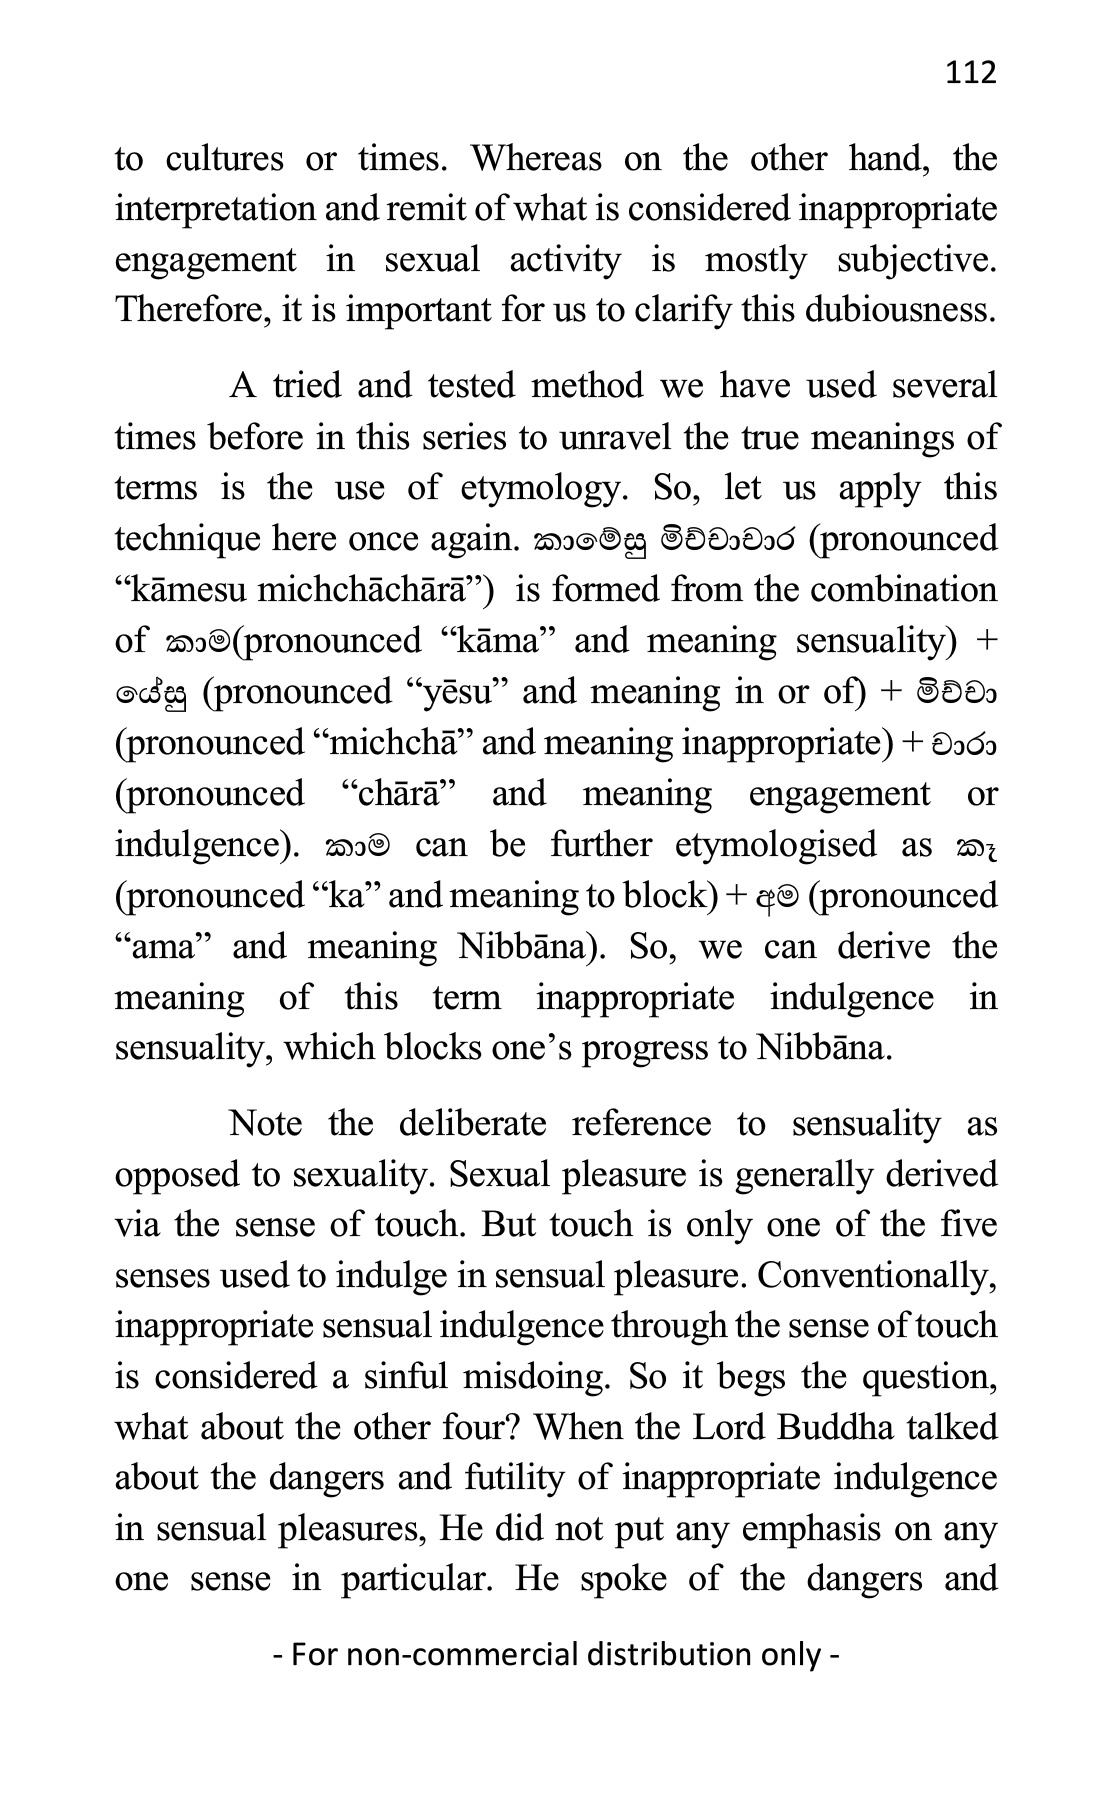 112
to cultures or times. Whereas on the other hand, the
interpretation and remit of what is considered inappropriate
engagement in sexual activity is mostly subjective.
Therefore, it is important for us to clarify this dubiousness.
A tried and tested method we have used several
times before in this series to unravel the true meanings of
terms is the use of etymology. So, let us apply this
technique here once again. කාමේසු මිච්චාචාර (pronounced
“kāmesu michchāchārā”) is formed from the combination
of කාම(pronounced “kāma” and meaning sensuality) +
යේසු (pronounced “yēsu” and meaning in or of) + මිච්චා
(pronounced “michchā” and meaning inappropriate) + චාරා
(pronounced “chārā” and meaning engagement or
indulgence). කාම can be further etymologised as කෑ
(pronounced “ka” and meaning to block) + අම (pronounced
“ama” and meaning Nibbāna). So, we can derive the
meaning of this term inappropriate indulgence in
sensuality, which blocks one’s progress to Nibbāna.
Note the deliberate reference to sensuality as
opposed to sexuality. Sexual pleasure is generally derived
via the sense of touch. But touch is only one of the five
senses used to indulge in sensual pleasure. Conventionally,
inappropriate sensual indulgence through the sense of touch
is considered a sinful misdoing. So it begs the question,
what about the other four? When the Lord Buddha talked
about the dangers and futility of inappropriate indulgence
in sensual pleasures, He did not put any emphasis on any
one sense in particular. He spoke of the dangers and
- For non-commercial distribution only -